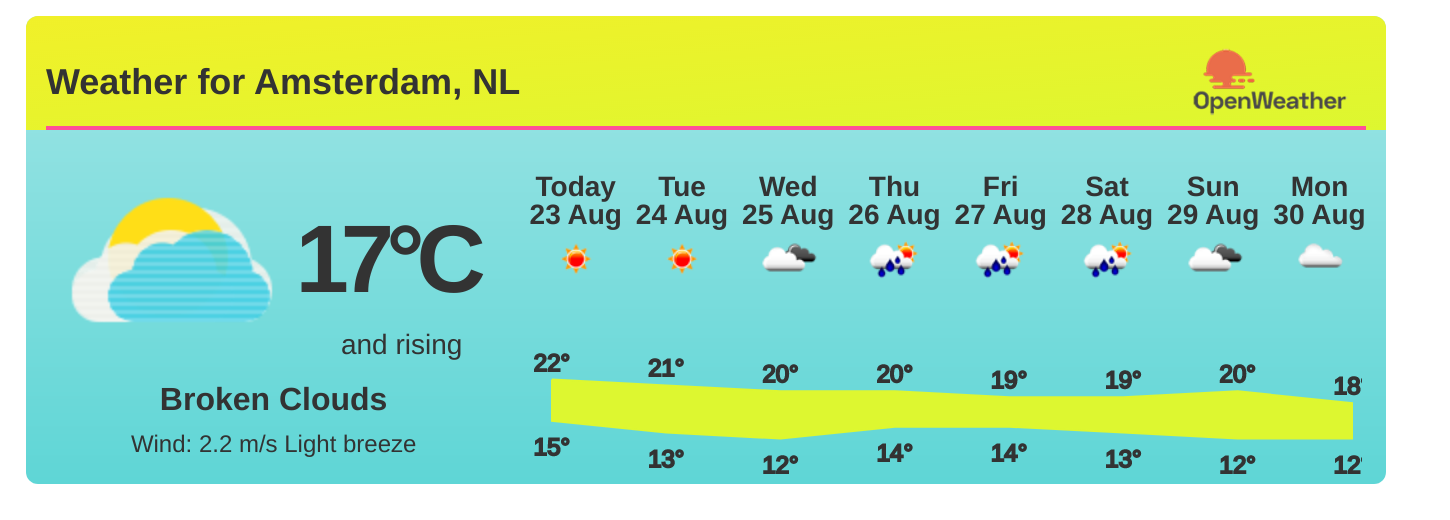 Weather for Amsterdam, NL
OpenWeather
17°C
and rising
Broken Clouds
Wind: 2.2 m/s Light breeze
Today Tue Wed Thu Fri Sat Sun Mon
23 Aug 24 Aug 25 Aug 26 Aug 27 Aug 28 Aug 29 Aug 30 Aug
22° 21° 20° 20° 19° 19° 20° 18°
15° 13° 12° 14° 14° 13° 12° 12°